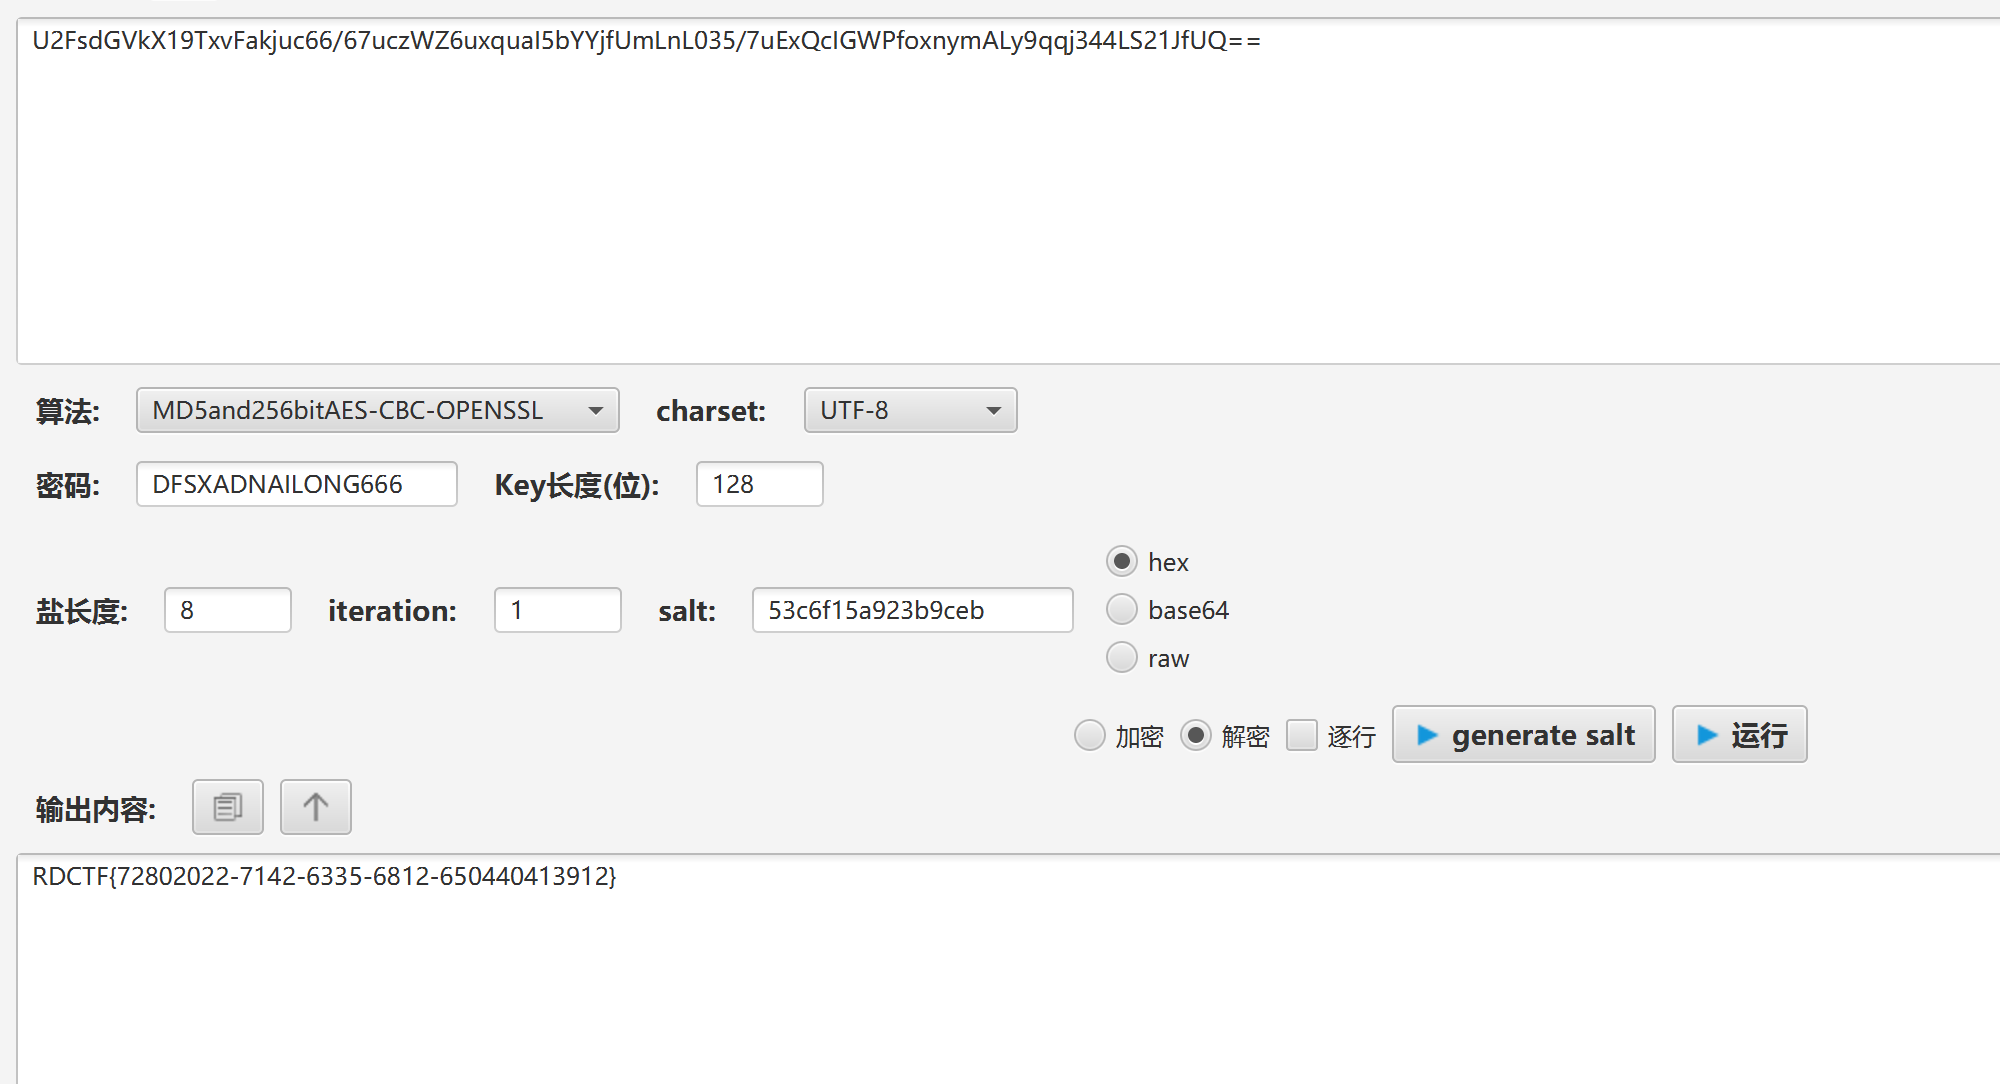 U2FsdGVkX19TxvFakjuc66/67uczWZ6uxquaI5bYYjfUmLnL035/7uExQcIGWPfoxnymALy9qqj344LS21JfUQ==
算法: MD5and256bitAES-CBC-OPENSSL charset: UTF-8
密码: DFSXADNAILONG666 Key长度(位): 128
hex
盐长度: 8 iteration: 1 salt: 53c6f15a923b9ceb base64
raw
加密 解密 逐行 generate salt 运行
输出内容:
RDCTF{72802022-7142-6335-6812-650440413912}